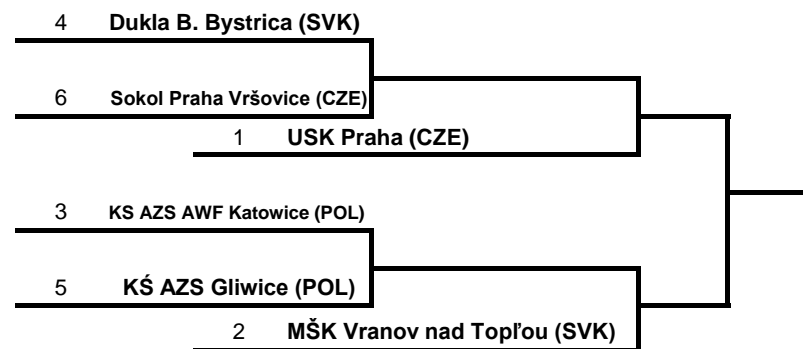 4 Dukla B. Bystrica (SVK)
6 Sokol Praha Vršovice (CZE)
1 USK Praha (CZE)
3 KS AZS AWF Katowice (POL)
5 KŚ AZS Gliwice (POL)
2 MŠK Vranov nad Topľou (SVK)